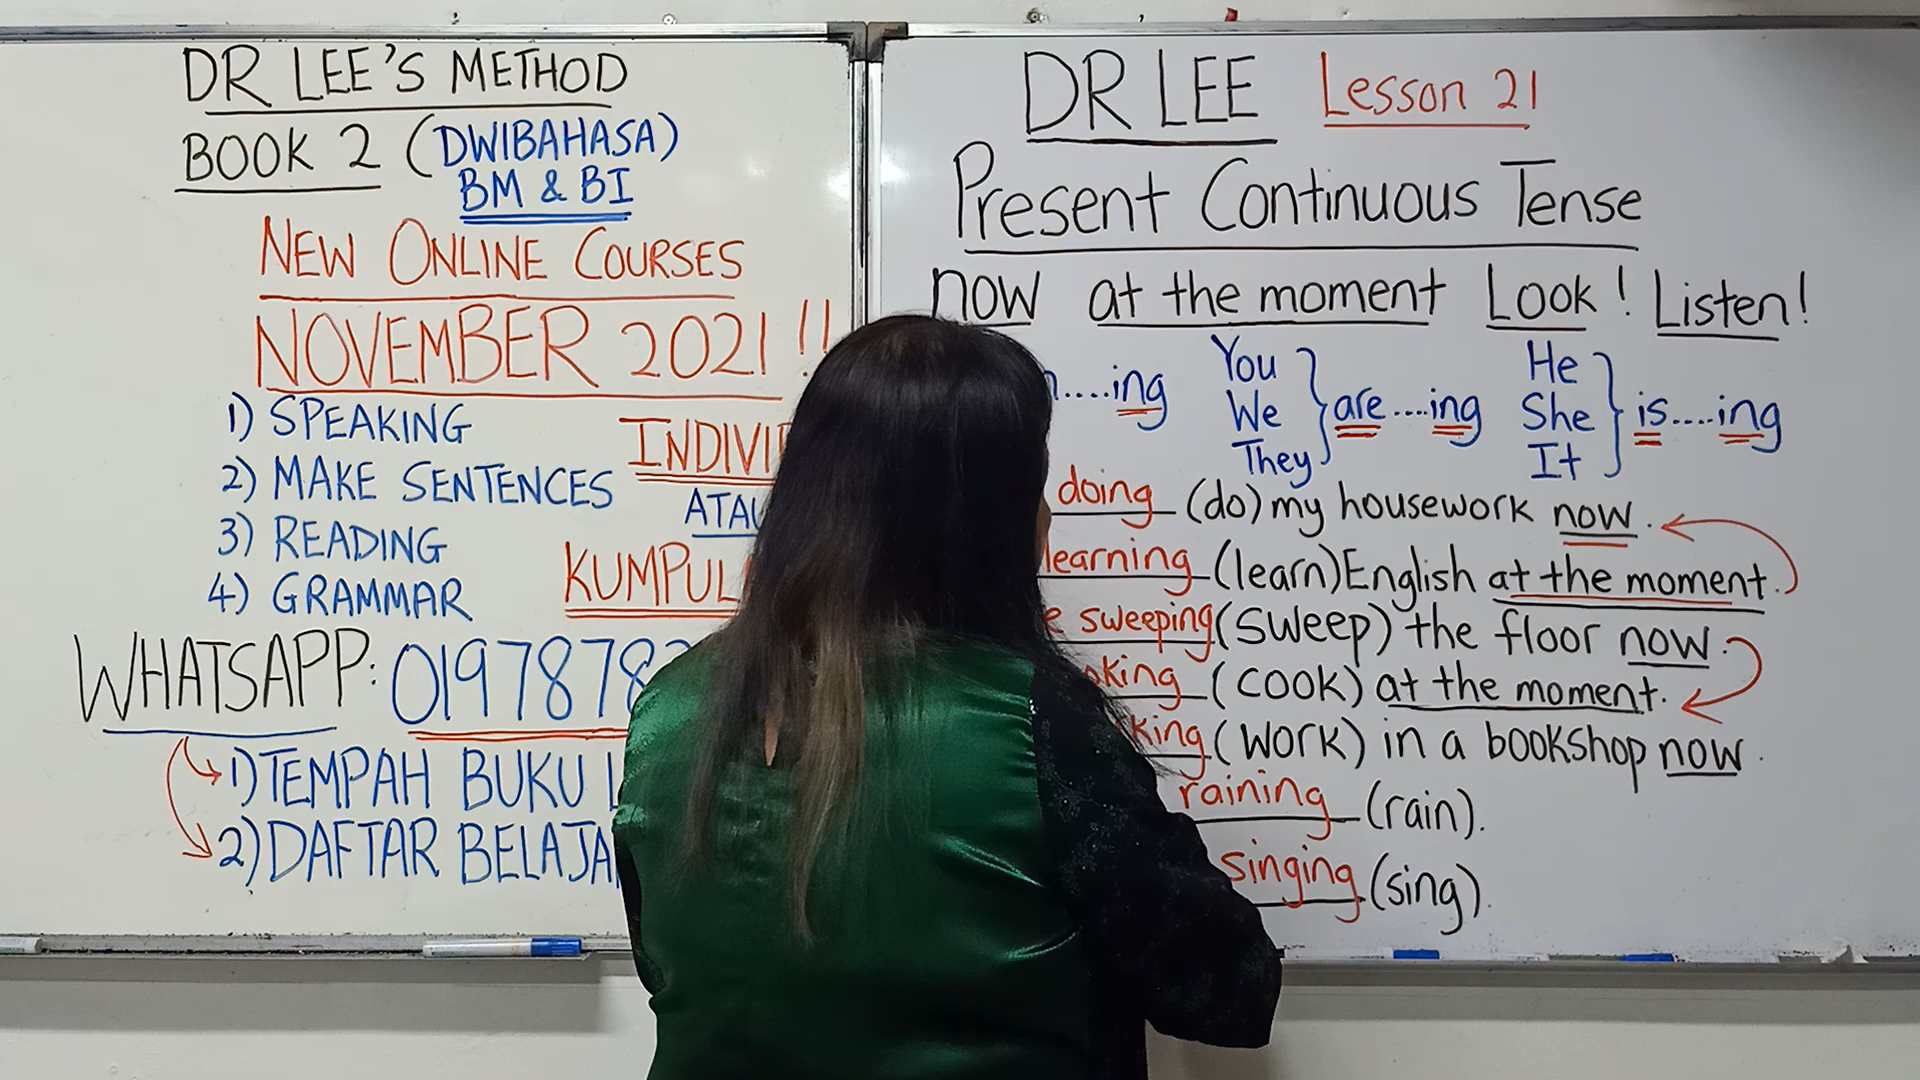 DR LEE'S METHOD
BOOK 2 (DWIBAHASA)
BM & BI
NEW ONLINE COURSES
NOVEMBER 2021!!
1) SPEAKING
2) MAKE SENTENCES
3) READING
4) GRAMMAR
WHATSAPP:
1) TEMPAH BUKU
2) DAFTAR
DR LEE Lesson 21
Present Continuous Tense
now at the moment Look! Listen!
....ing
You
We
They
are....ing
He
She
It
is....ing
doing (do) my housework now.
learning (learn) English at the moment.
sweeping (sweep) the floor now.
(cook) at the moment.
(work) in a bookshop now.
raining (rain).
singing (sing).